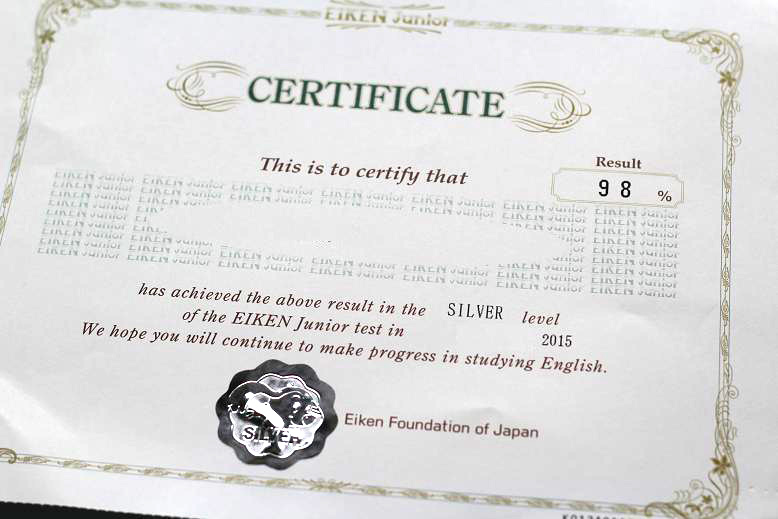 EIKEN Junior
CERTIFICATE
This is to certify that
Result
98 %
has achieved the above result in the SILVER level
of the EIKEN Junior test in 2015
We hope you will continue to make progress in studying English.
SILVER
Eiken Foundation of Japan